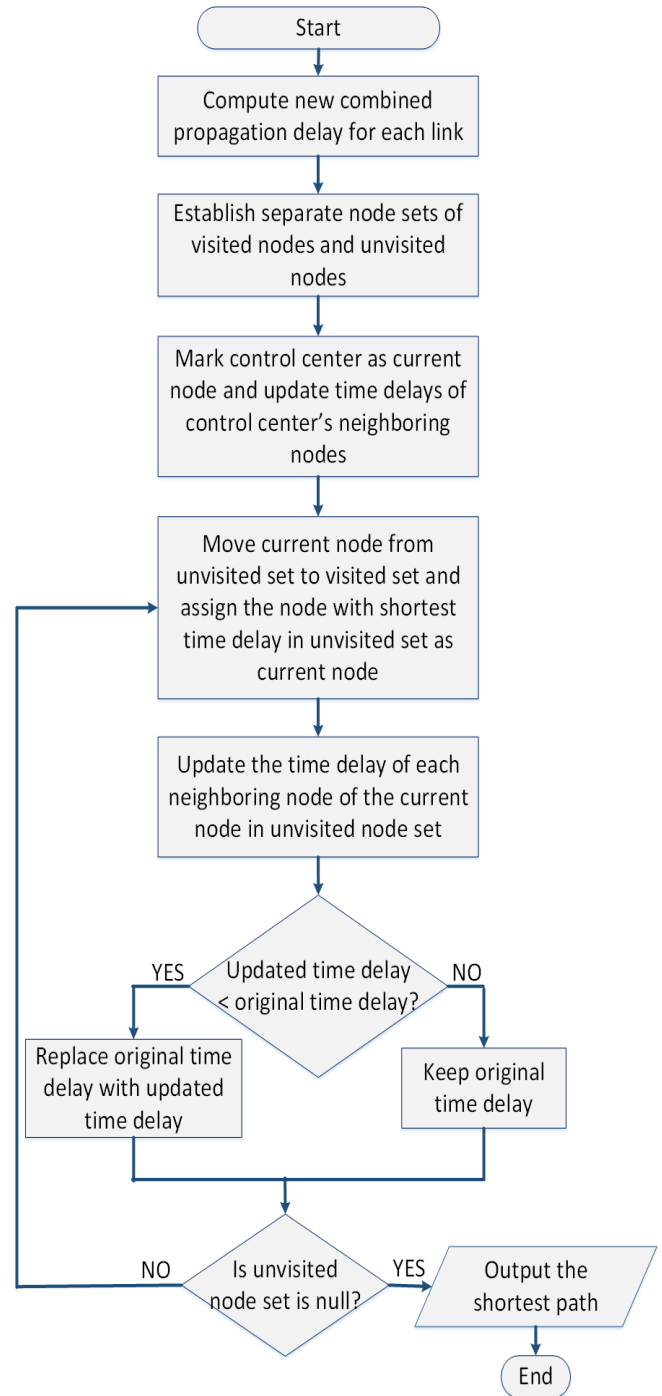 Start
Compute new combined
propagation delay for each link
Establish separate node sets of
visited nodes and unvisited
nodes
Mark control center as current
node and update time delays of
control center's neighboring
nodes
Move current node from
unvisited set to visited set and
assign the node with shortest
time delay in unvisited set as
current node
Update the time delay of each
neighboring node of the current
node in unvisited node set
Updated time delay
< original time delay?
YES
NO
Replace original time
delay with updated
time delay
Keep original
time delay
Is unvisited
node set is null?
NO
YES
Output the
shortest path
End